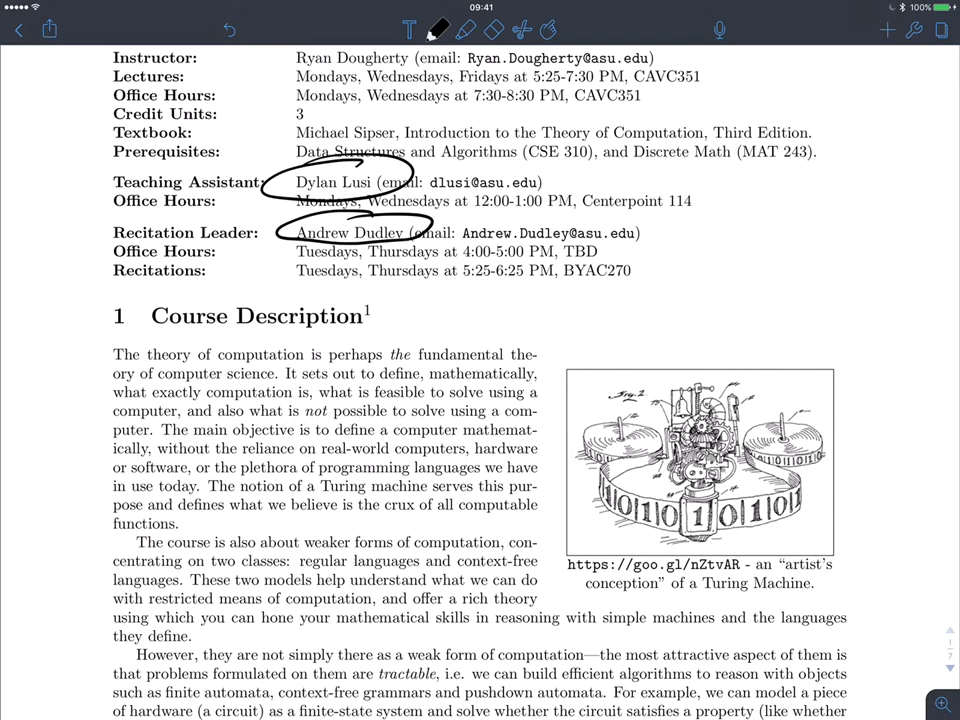 09:41
100%
T
Instructor: Ryan Dougherty (email: Ryan.Dougherty@asu.edu)
Lectures: Mondays, Wednesdays, Fridays at 5:25-7:30 PM, CAVC351
Office Hours: Mondays, Wednesdays at 7:30-8:30 PM, CAVC351
Credit Units: 3
Textbook: Michael Sipser, Introduction to the Theory of Computation, Third Edition.
Prerequisites: Data Structures and Algorithms (CSE 310), and Discrete Math (MAT 243).
Teaching Assistant: Dylan Lusi (email: dlusi@asu.edu)
Office Hours: Mondays, Wednesdays at 12:00-1:00 PM, Centerpoint 114
Recitation Leader: Andrew Dudley (email: Andrew.Dudley@asu.edu)
Office Hours: Tuesdays, Thursdays at 4:00-5:00 PM, TBD
Recitations: Tuesdays, Thursdays at 5:25-6:25 PM, BYAC270
1 Course Description¹
The theory of computation is perhaps the fundamental the-
ory of computer science. It sets out to define, mathematically,
what exactly computation is, what is feasible to solve using a
computer, and also what is not possible to solve using a com-
puter. The main objective is to define a computer mathemat-
ically, without the reliance on real-world computers, hardware
or software, or the plethora of programming languages we have
in use today. The notion of a Turing machine serves this pur-
pose and defines what we believe is the crux of all computable
functions.
The course is also about weaker forms of computation, con-
centrating on two classes: regular languages and context-free
languages. These two models help understand what we can do
with restricted means of computation, and offer a rich theory
using which you can hone your mathematical skills in reasoning with simple machines and the languages
they define.
However, they are not simply there as a weak form of computation—the most attractive aspect of them is
that problems formulated on them are tractable, i.e. we can build efficient algorithms to reason with objects
such as finite automata, context-free grammars and pushdown automata. For example, we can model a piece
of hardware (a circuit) as a finite-state system and solve whether the circuit satisfies a property (like whether
1|0|1|0|1|0|1|0|1
https://goo.gl/nZtvAR - an “artist’s
conception” of a Turing Machine.
1
7